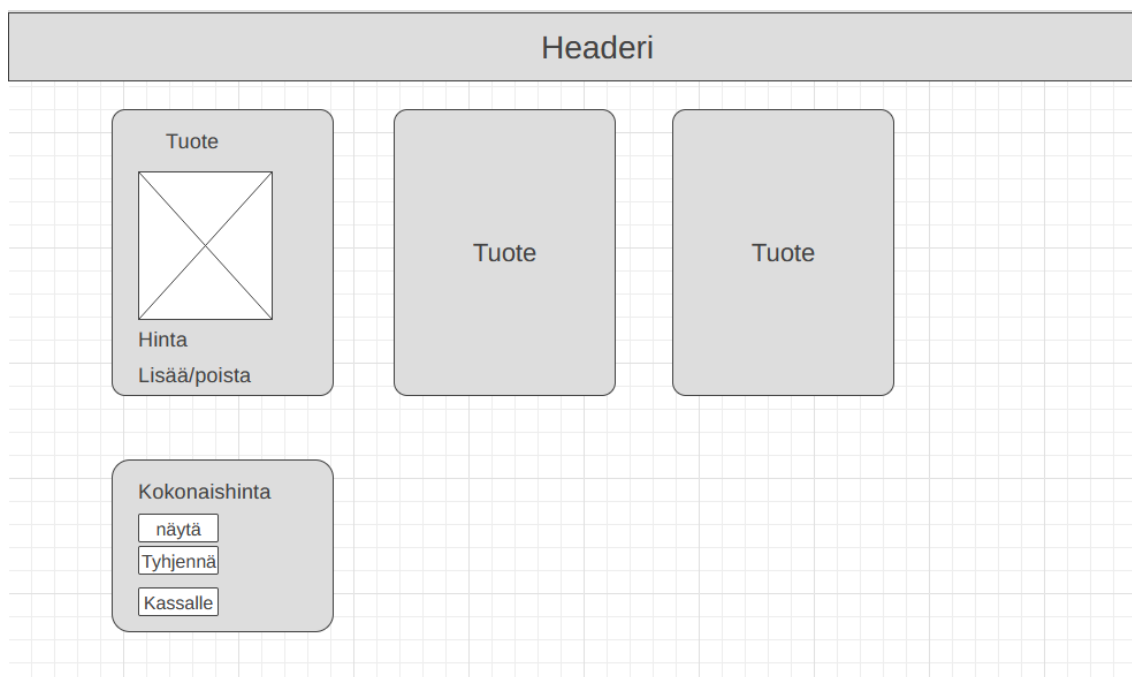 Headeri
Tuote
Hinta
Lisää/poista
Tuote
Tuote
Kokonaishinta
näytä
Tyhjennä
Kassalle